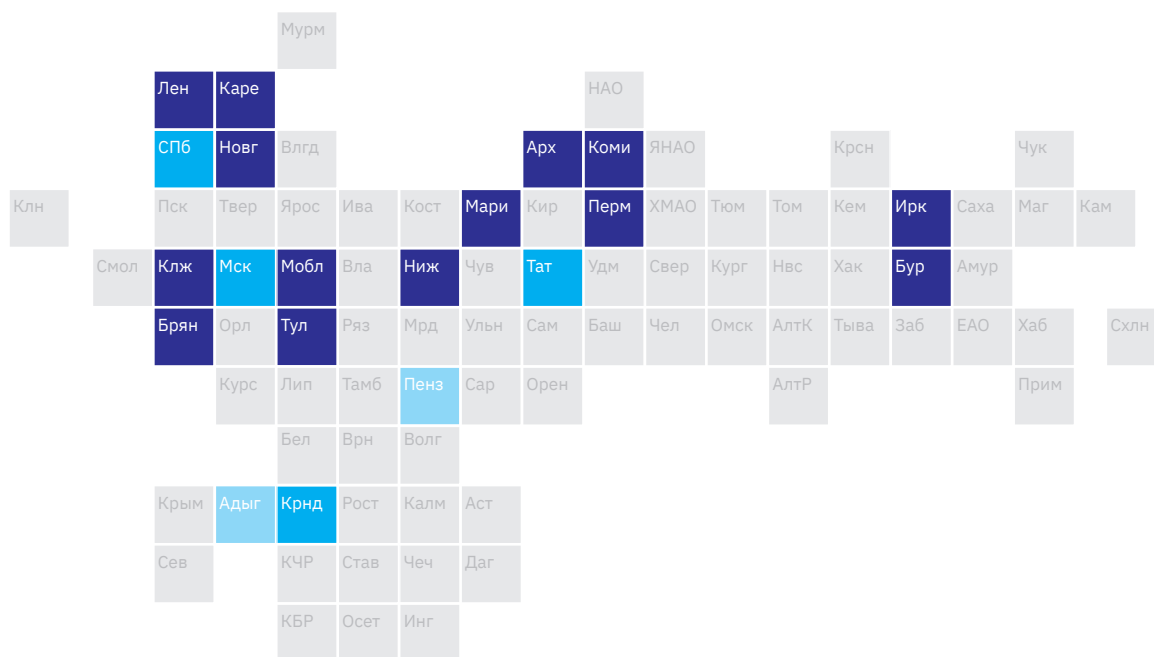 Мурм
Лен Каре НАО
СПб Новг Влгд Арх Коми ЯНАО Крсн Чук
Клн Пск Твер Ярос Ива Кост Мари Кир Перм ХМАО Тюм Том Кем Ирк Саха Маг Кам
Смол Клж Мск Мобл Вла Ниж Чув Тат Удм Свер Кург Нвс Хак Бур Амур
Брян Орл Тул Ряз Мрд Ульн Сам Баш Чел Омск АлтК Тыва Заб ЕАО Хаб Схлн
Курс Лип Тамб Пенз Сар Орен АлтР Прим
Бел Врн Волг
Крым Адыг Крнд Рост Калм Аст
Сев КЧР Став Чеч Даг
КБР Осет Инг